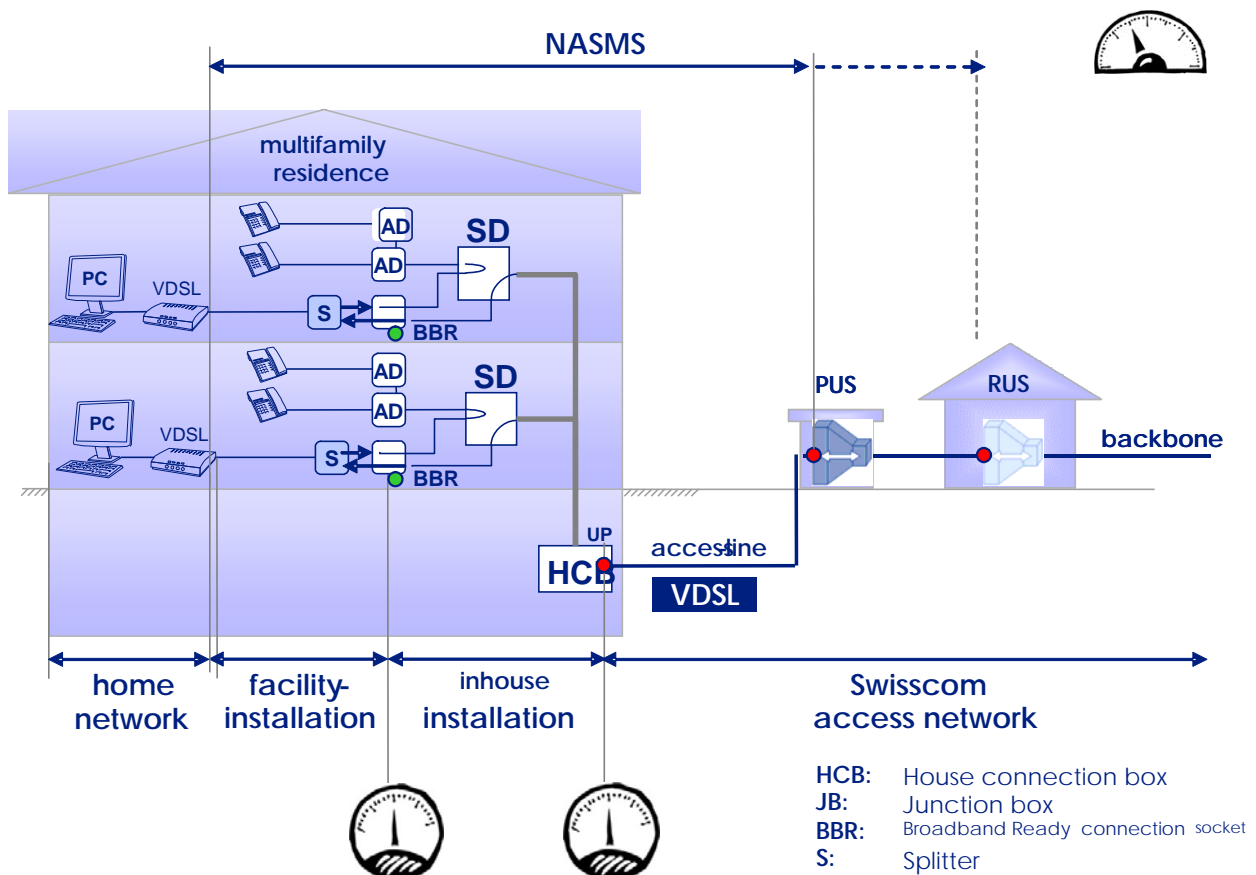 NASMS
multifamily
residence
AD
SD
AD
PC
VDSL
S
BBR
AD
SD
AD
PC
VDSL
S
BBR
PUS
RUS
backbone
UP
HCB
access-line
VDSL
home
network
facility-
installation
inhouse
installation
Swisscom
access network
HCB: House connection box
JB: Junction box
BBR: Broadband Ready connection socket
S: Splitter